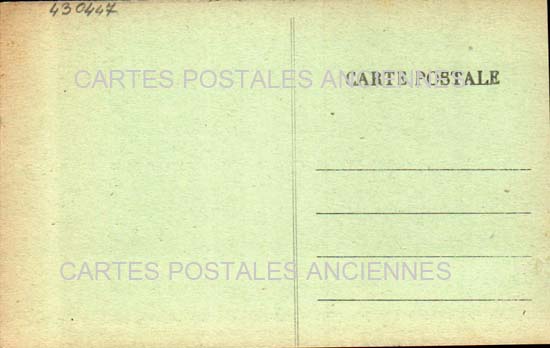 430447
CARTES POSTALES ANCIENNES
CARTE POSTALE
CARTES POSTALES ANCIENNES